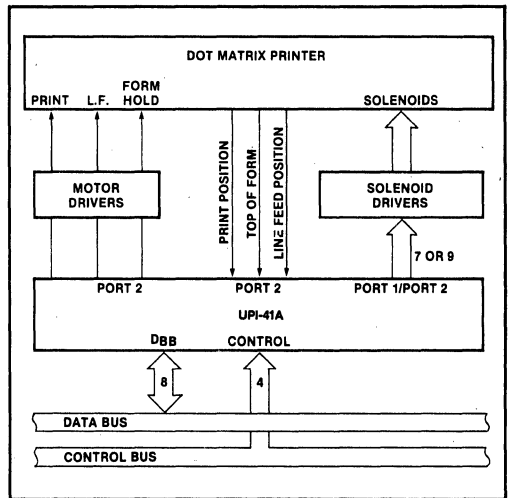 DOT MATRIX PRINTER
FORM
PRINT L.F. HOLD
SOLENOIDS
MOTOR
DRIVERS
PRINT POSITION
TOP OF FORM
LINE FEED POSITION
SOLENOID
DRIVERS
7 OR 9
PORT 2
PORT 2
PORT 1/PORT 2
UPI-41A
DBB
CONTROL
8
4
DATA BUS
CONTROL BUS